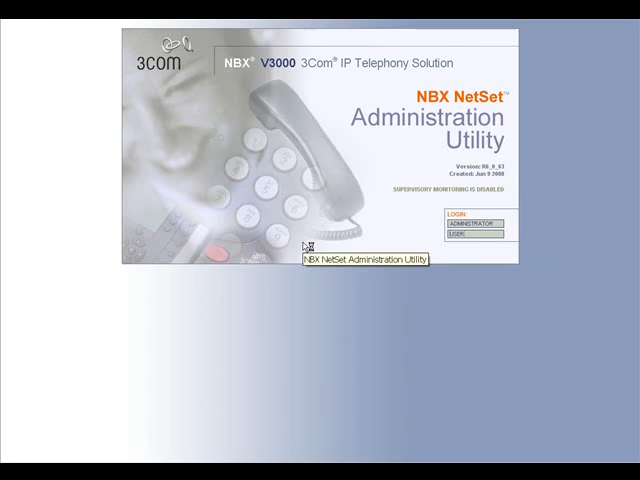 3COM
NBX® V3000 3Com® IP Telephony Solution
NBX NetSet™
Administration
Utility
Version: R6_0_63
Created: Jun 9 2008
SUPERVISORY MONITORING IS DISABLED
LOGIN:
ADMINISTRATOR
USER
NBX NetSet Administration Utility